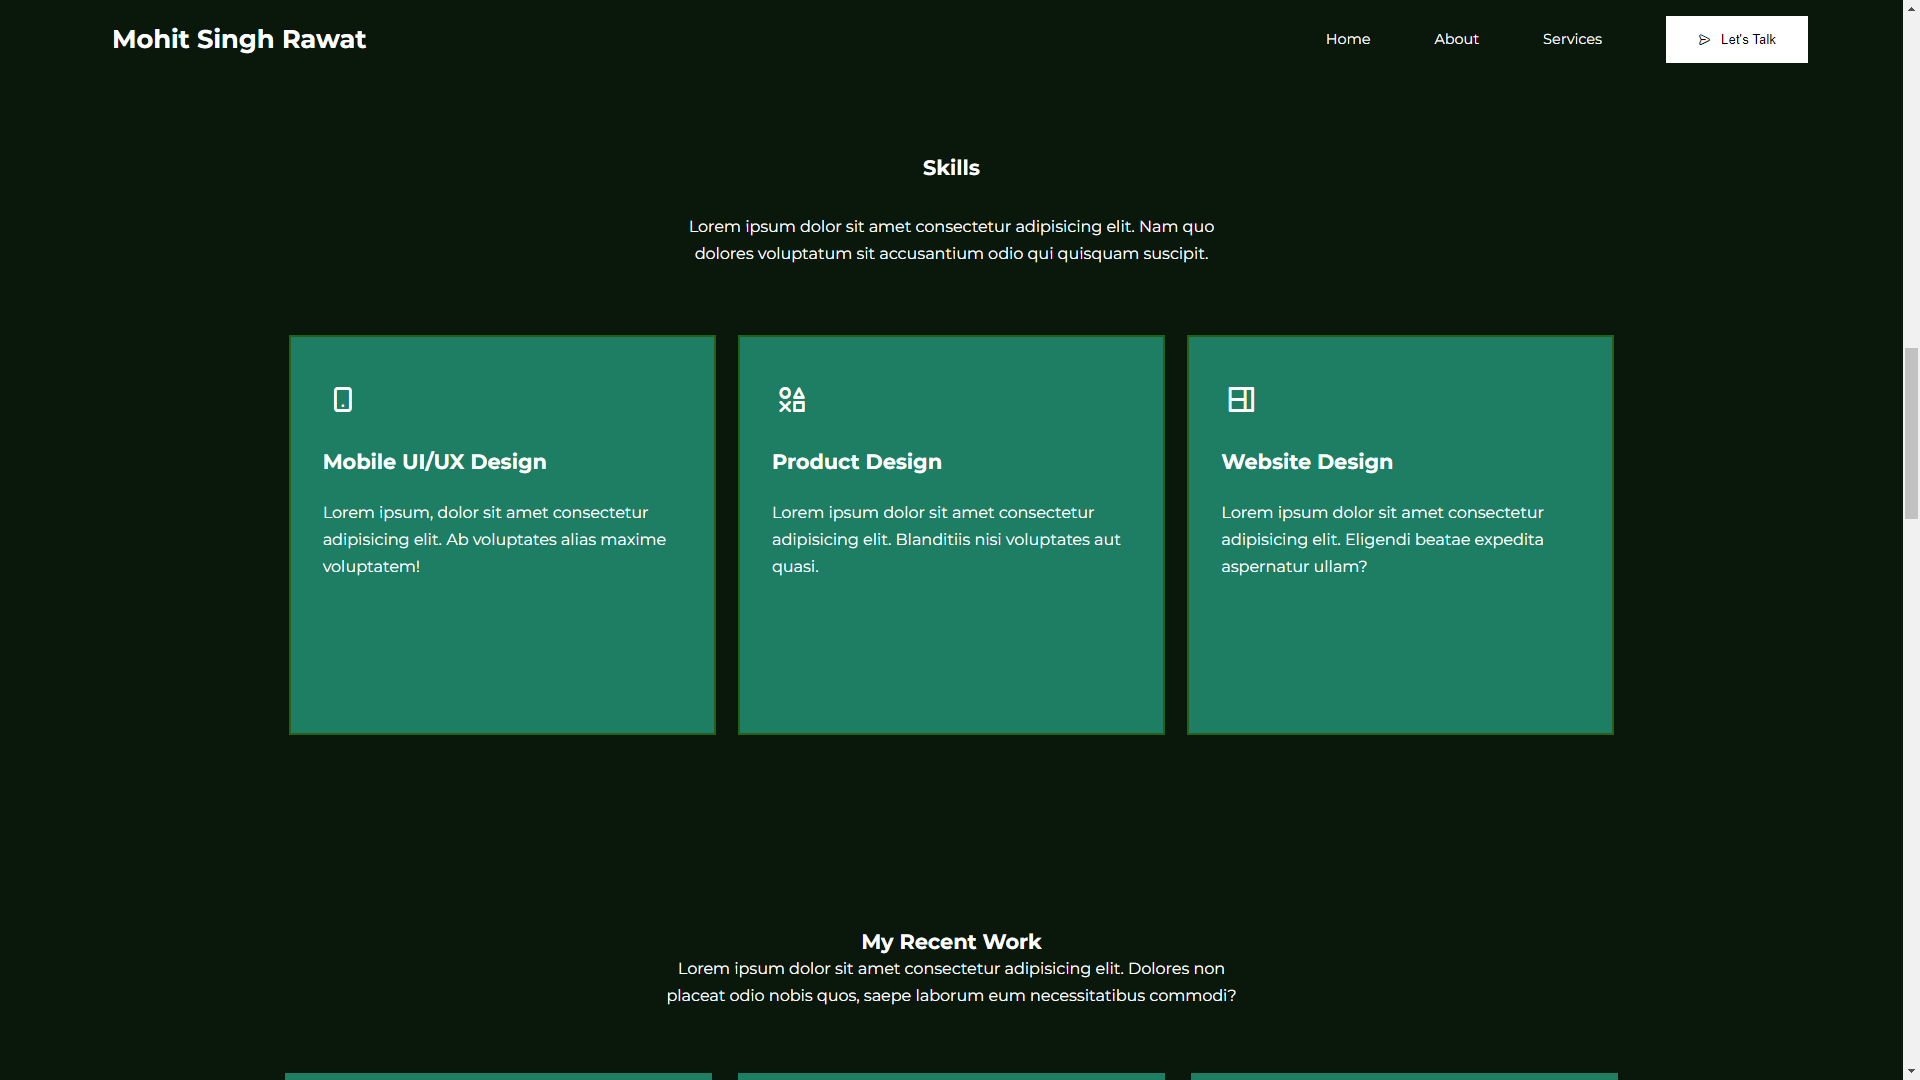 Mohit Singh Rawat
Home
About
Services
Let's Talk
Skills
Lorem ipsum dolor sit amet consectetur adipisicing elit. Nam quo
dolores voluptatum sit accusantium odio qui quisquam suscipit.
Mobile UI/UX Design
Lorem ipsum, dolor sit amet consectetur
adipisicing elit. Ab voluptates alias maxime
voluptatem!
Product Design
Lorem ipsum dolor sit amet consectetur
adipisicing elit. Blanditiis nisi voluptates aut
quasi.
Website Design
Lorem ipsum dolor sit amet consectetur
adipisicing elit. Eligendi beatae expedita
aspernatur ullam?
My Recent Work
Lorem ipsum dolor sit amet consectetur adipisicing elit. Dolores non
placeat odio nobis quos, saepe laborum eum necessitatibus commodi?